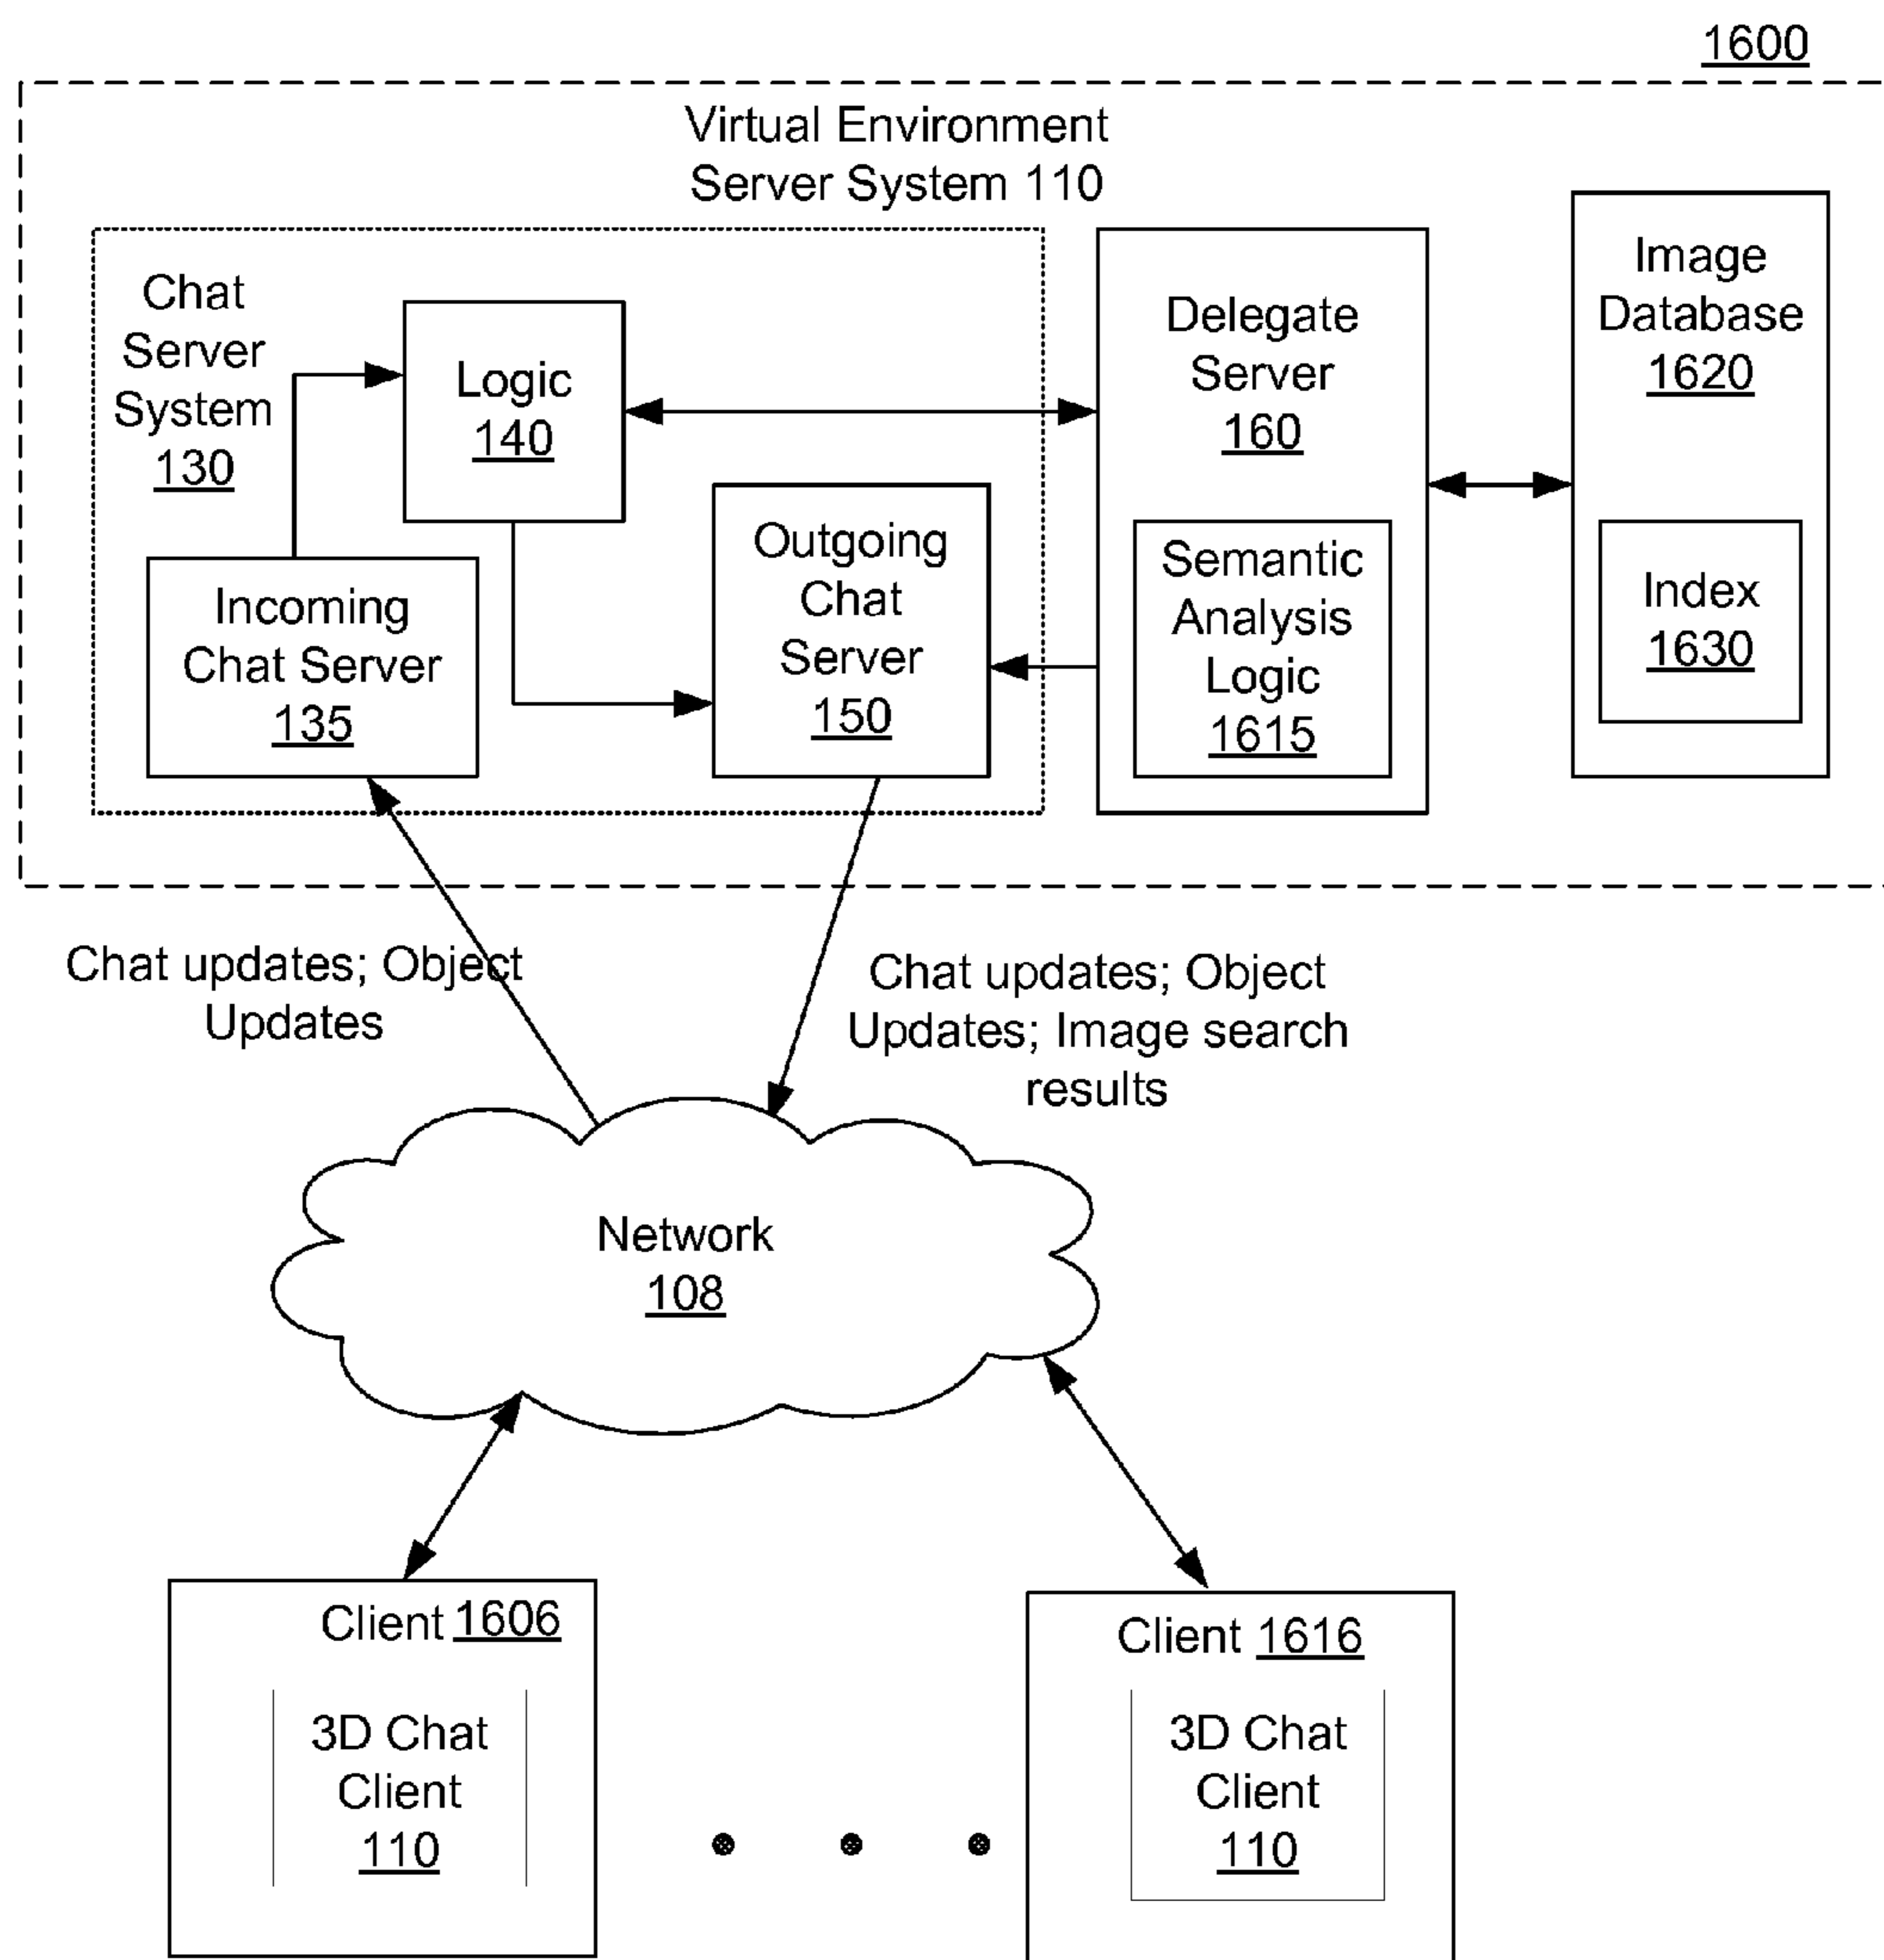 1600
Virtual Environment
Server System 110
Chat
Server
System
130
Logic
140
Incoming
Chat Server
135
Outgoing
Chat
Server
150
Delegate
Server
160
Semantic
Analysis
Logic
1615
Image
Database
1620
Index
1630
Chat updates; Object
Updates
Chat updates; Object
Updates; Image search
results
Network
108
Client 1606
3D Chat
Client
110
Client 1616
3D Chat
Client
110